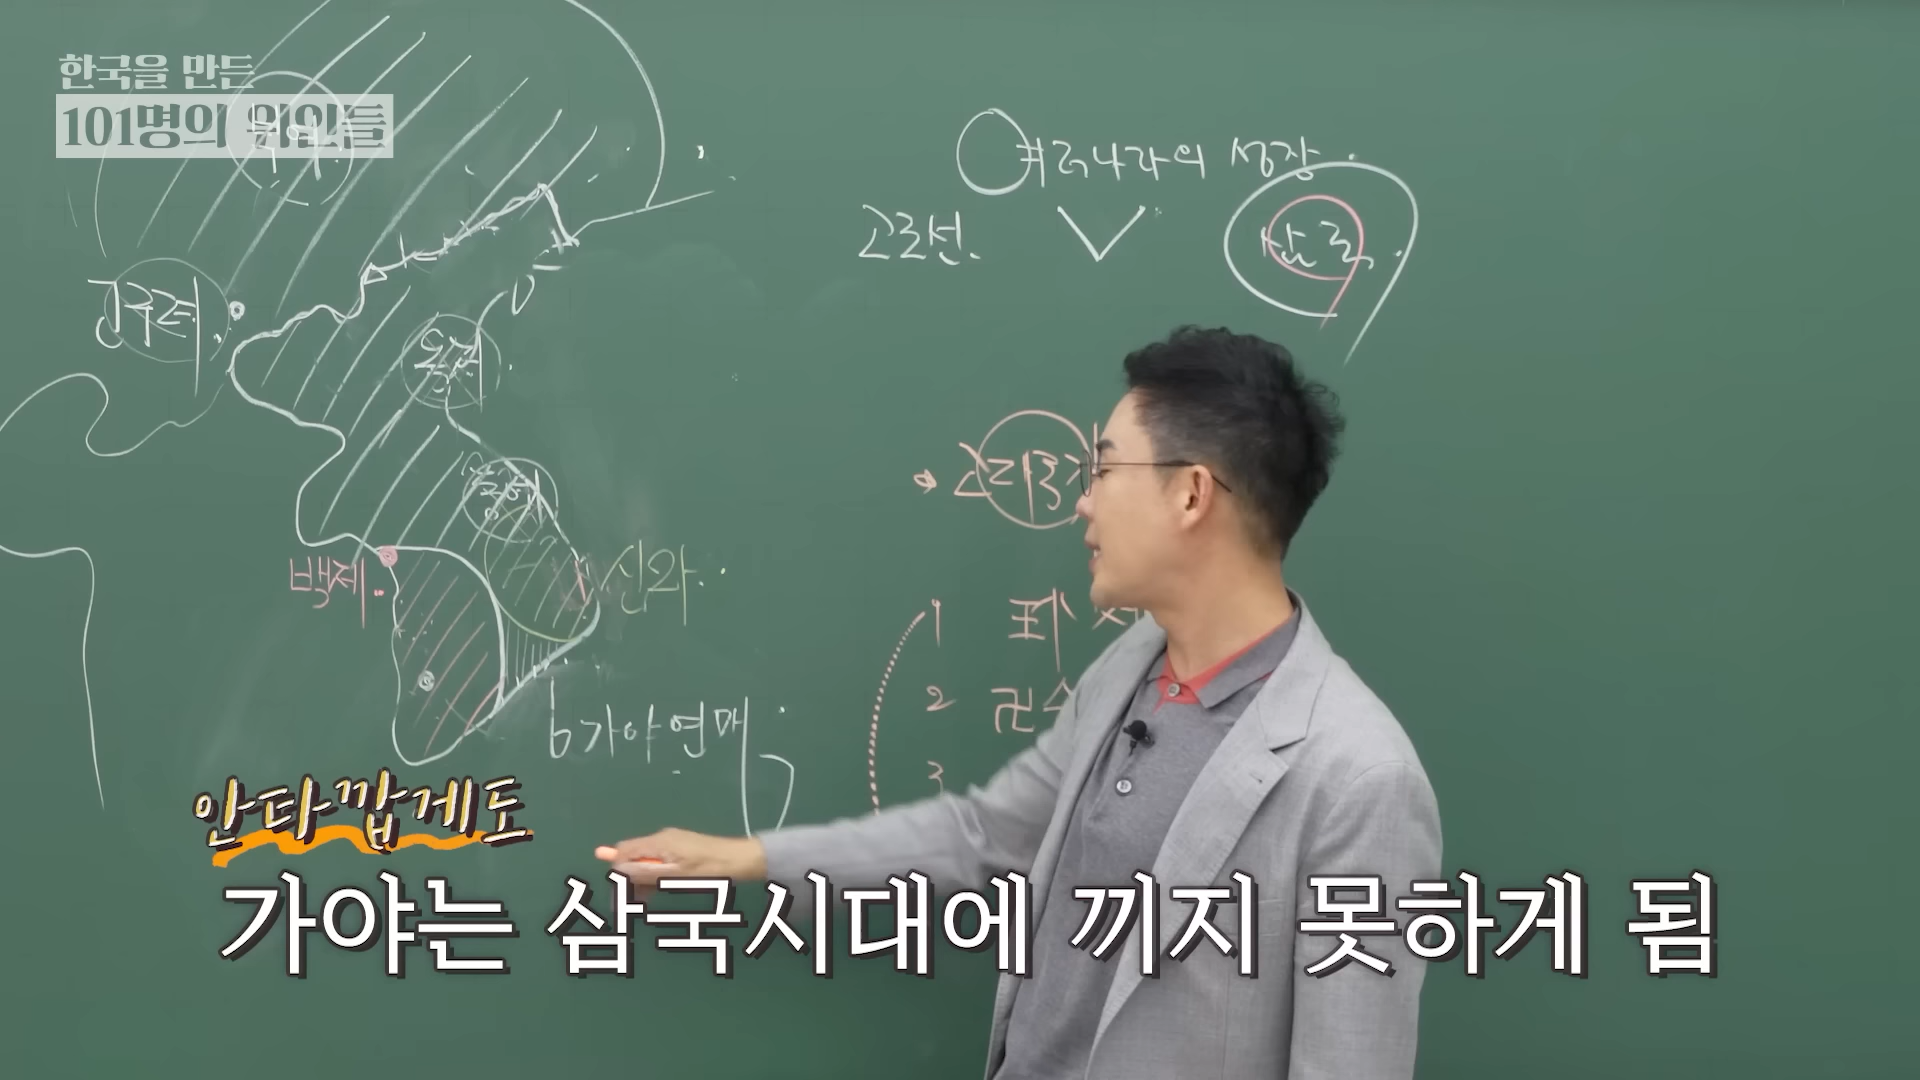 한국을 만든
101명의 위인들
여러나라의 성장
고조선
삼국
고구려
옥저
동예
백제
신라
6가야 연맹
1
2
3
안타깝게도
가야는 삼국시대에 끼지 못하게 됨